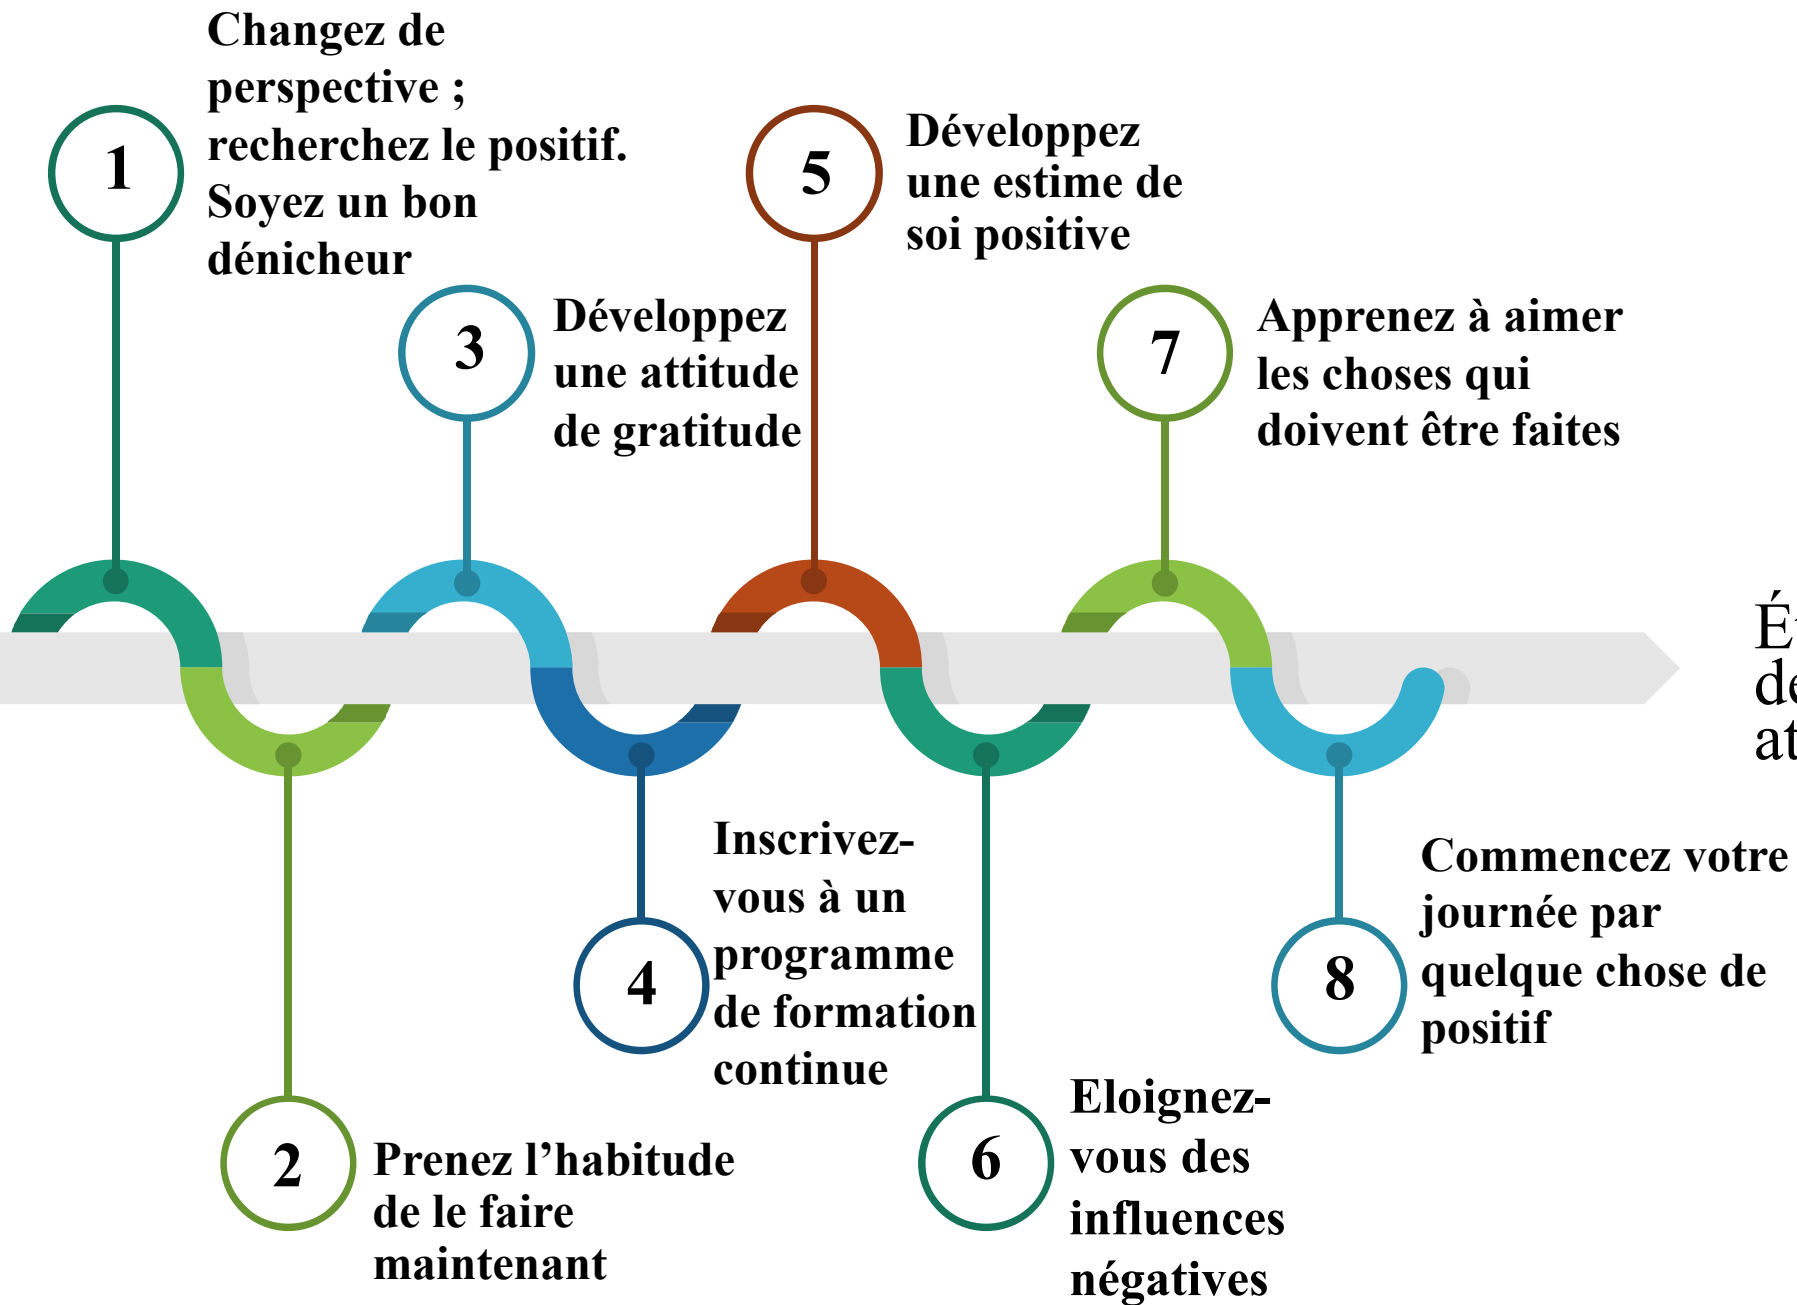 1
Changez de
perspective ;
recherchez le positif.
Soyez un bon
dénicheur
2
Prenez l’habitude
de le faire
maintenant
3
Développez
une attitude
de gratitude
4
Inscrivez-
vous à un
programme
de formation
continue
5
Développez
une estime de
soi positive
6
Eloignez-
vous des
influences
négatives
7
Apprenez à aimer
les choses qui
doivent être faites
8
Commencez votre
journée par
quelque chose de
positif